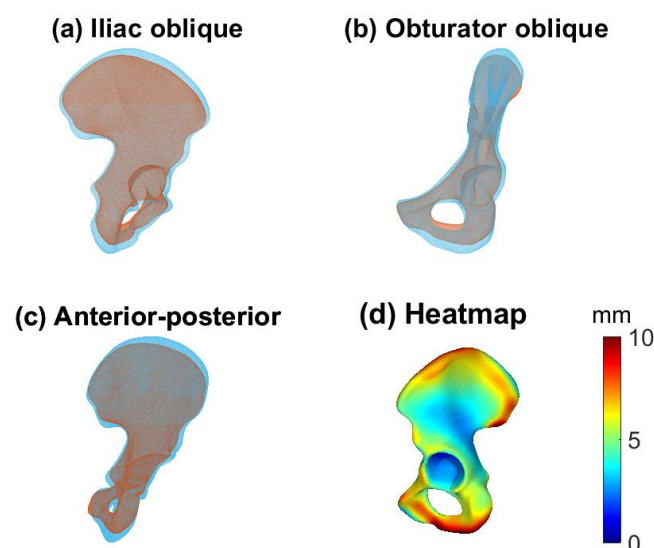 (a) Iliac oblique
(b) Obturator oblique
(c) Anterior-posterior
(d) Heatmap
mm
10
5
0